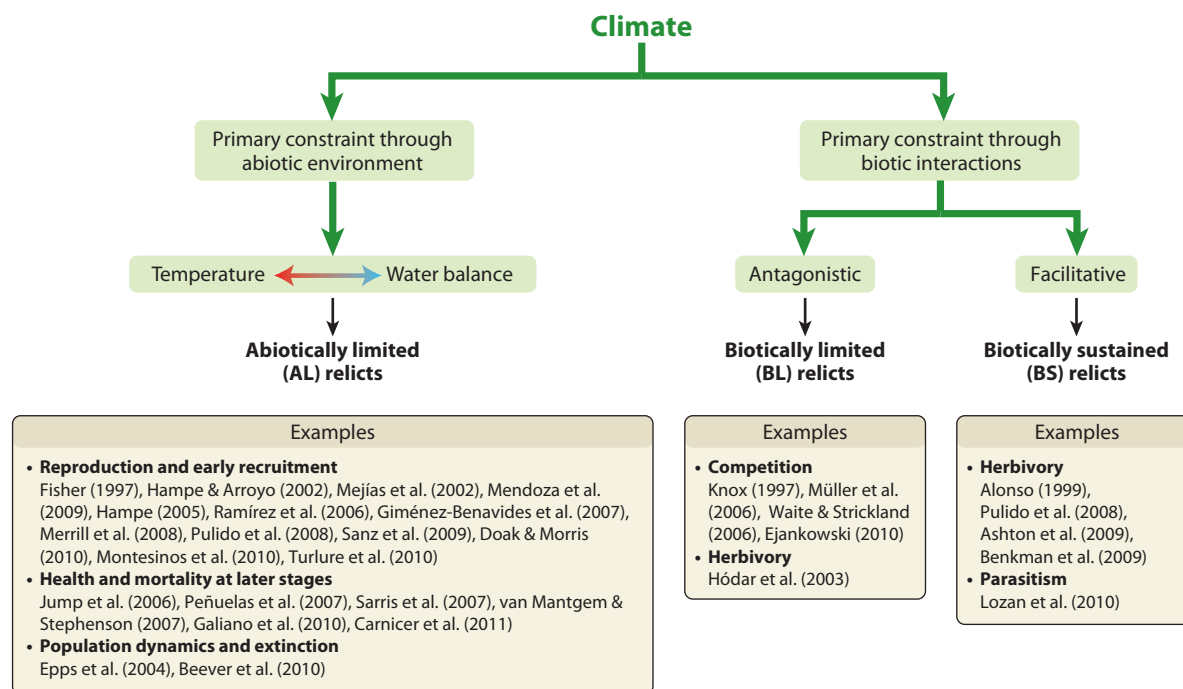 Climate
Primary constraint through
abiotic environment
Primary constraint through
biotic interactions
Temperature
Water balance
Antagonistic
Facilitative
Abiotically limited
(AL) relicts
Biotically limited
(BL) relicts
Biotically sustained
(BS) relicts
Examples
• Reproduction and early recruitment
Fisher (1997), Hampe & Arroyo (2002), Mejías et al. (2002), Mendoza et al.
(2009), Hampe (2005), Ramírez et al. (2006), Giménez-Benavides et al. (2007),
Merrill et al. (2008), Pulido et al. (2008), Sanz et al. (2009), Doak & Morris
(2010), Montesinos et al. (2010), Turlure et al. (2010)
• Health and mortality at later stages
Jump et al. (2006), Peñuelas et al. (2007), Sarris et al. (2007), van Mantgem &
Stephenson (2007), Galiano et al. (2010), Carnicer et al. (2011)
• Population dynamics and extinction
Epps et al. (2004), Beever et al. (2010)
Examples
• Competition
Knox (1997), Müller et al.
(2006), Waite & Strickland
(2006), Ejankowski (2010)
• Herbivory
Hódar et al. (2003)
Examples
• Herbivory
Alonso (1999),
Pulido et al. (2008),
Ashton et al. (2009),
Benkman et al. (2009)
• Parasitism
Lozan et al. (2010)